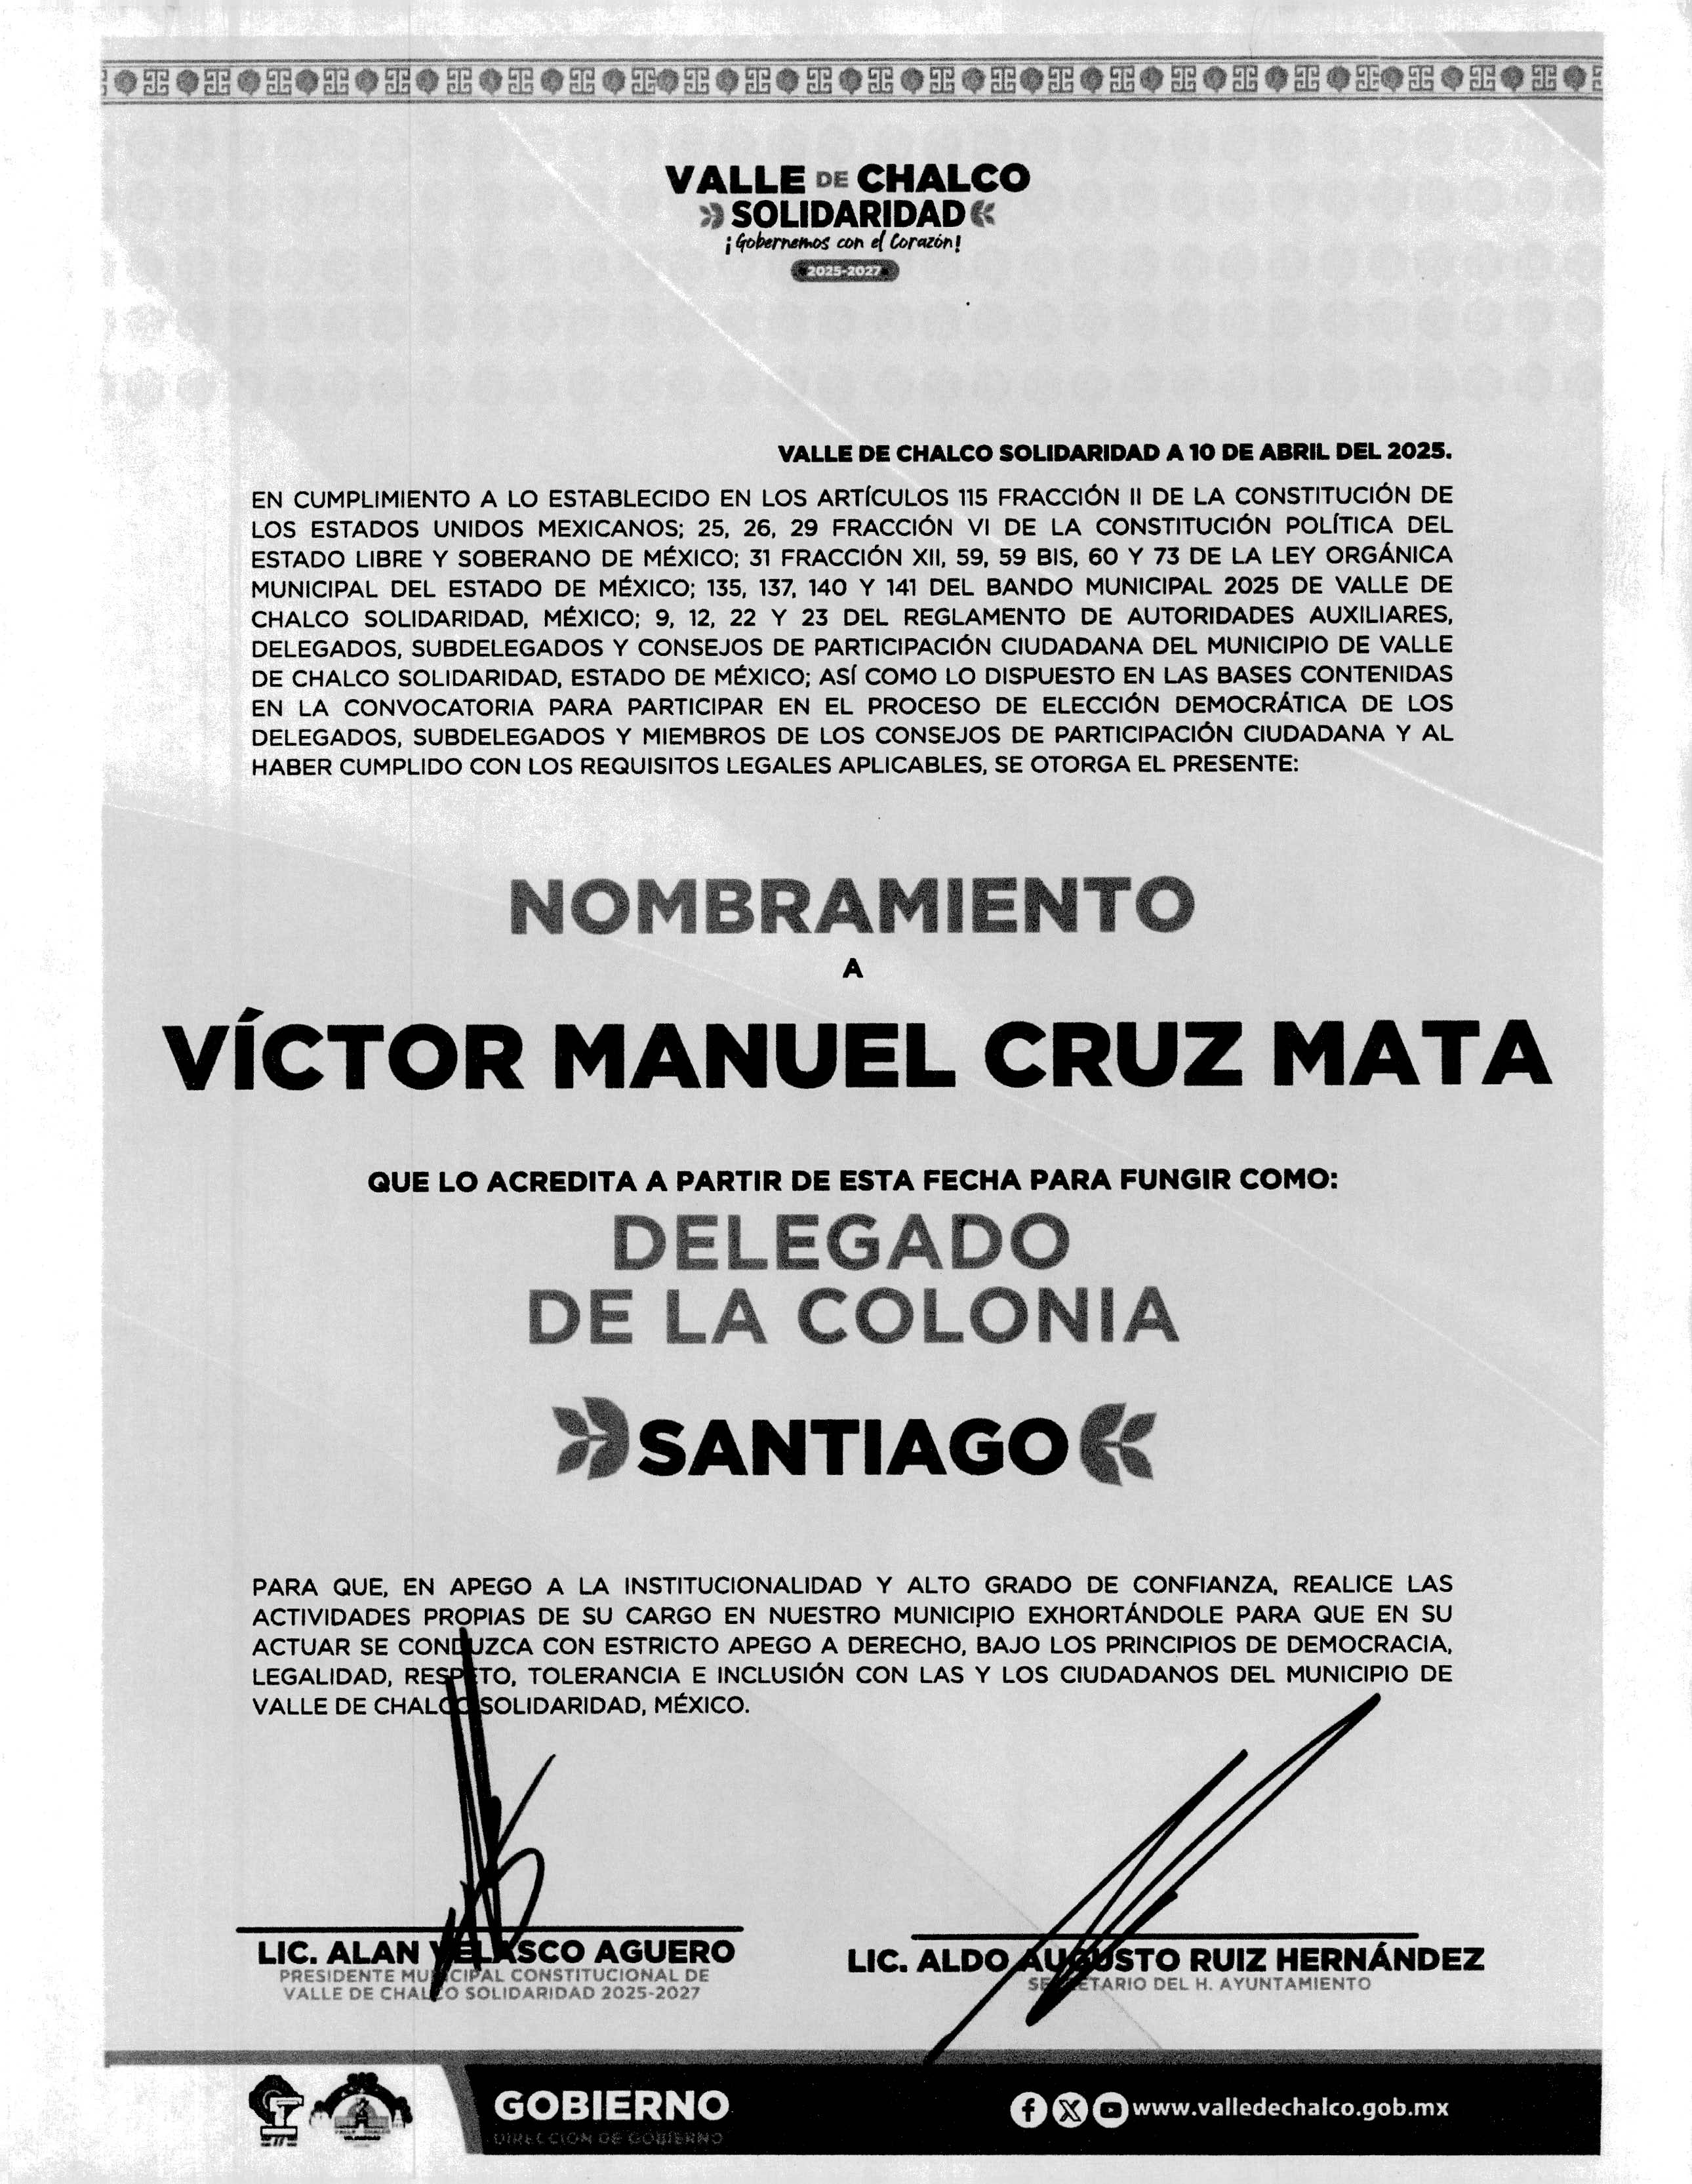 VALLE DE CHALCO
SOLIDARIDAD
¡Gobernemos con el Corazón!
2025-2027
VALLE DE CHALCO SOLIDARIDAD A 10 DE ABRIL DEL 2025.
EN CUMPLIMIENTO A LO ESTABLECIDO EN LOS ARTÍCULOS 115 FRACCIÓN II DE LA CONSTITUCIÓN DE
LOS ESTADOS UNIDOS MEXICANOS; 25, 26, 29 FRACCIÓN VI DE LA CONSTITUCIÓN POLÍTICA DEL
ESTADO LIBRE Y SOBERANO DE MÉXICO; 31 FRACCIÓN XII, 59, 59 BIS, 60 Y 73 DE LA LEY ORGÁNICA
MUNICIPAL DEL ESTADO DE MÉXICO; 135, 137, 140 Y 141 DEL BANDO MUNICIPAL 2025 DE VALLE DE
CHALCO SOLIDARIDAD, MÉXICO; 9, 12, 22 Y 23 DEL REGLAMENTO DE AUTORIDADES AUXILIARES,
DELEGADOS, SUBDELEGADOS Y CONSEJOS DE PARTICIPACIÓN CIUDADANA DEL MUNICIPIO DE VALLE
DE CHALCO SOLIDARIDAD, ESTADO DE MÉXICO; ASÍ COMO LO DISPUESTO EN LAS BASES CONTENIDAS
EN LA CONVOCATORIA PARA PARTICIPAR EN EL PROCESO DE ELECCIÓN DEMOCRÁTICA DE LOS
DELEGADOS, SUBDELEGADOS Y MIEMBROS DE LOS CONSEJOS DE PARTICIPACIÓN CIUDADANA Y AL
HABER CUMPLIDO CON LOS REQUISITOS LEGALES APLICABLES, SE OTORGA EL PRESENTE:
NOMBRAMIENTO
A
VÍCTOR MANUEL CRUZ MATA
QUE LO ACREDITA A PARTIR DE ESTA FECHA PARA FUNGIR COMO:
DELEGADO
DE LA COLONIA
SANTIAGO
PARA QUE, EN APEGO A LA INSTITUCIONALIDAD Y ALTO GRADO DE CONFIANZA, REALICE LAS
ACTIVIDADES PROPIAS DE SU CARGO EN NUESTRO MUNICIPIO EXHORTÁNDOLE PARA QUE EN SU
ACTUAR SE CONDUZCA CON ESTRICTO APEGO A DERECHO, BAJO LOS PRINCIPIOS DE DEMOCRACIA,
LEGALIDAD, RESPETO, TOLERANCIA E INCLUSIÓN CON LAS Y LOS CIUDADANOS DEL MUNICIPIO DE
VALLE DE CHALCO SOLIDARIDAD, MÉXICO.
LIC. ALAN VELASCO AGUERO
PRESIDENTE MUNICIPAL CONSTITUCIONAL DE
VALLE DE CHALCO SOLIDARIDAD 2025-2027
LIC. ALDO AUGUSTO RUIZ HERNÁNDEZ
SECRETARIO DEL H. AYUNTAMIENTO
GOBIERNO
DIRECCIÓN DE GOBIERNO
www.valledechalco.gob.mx